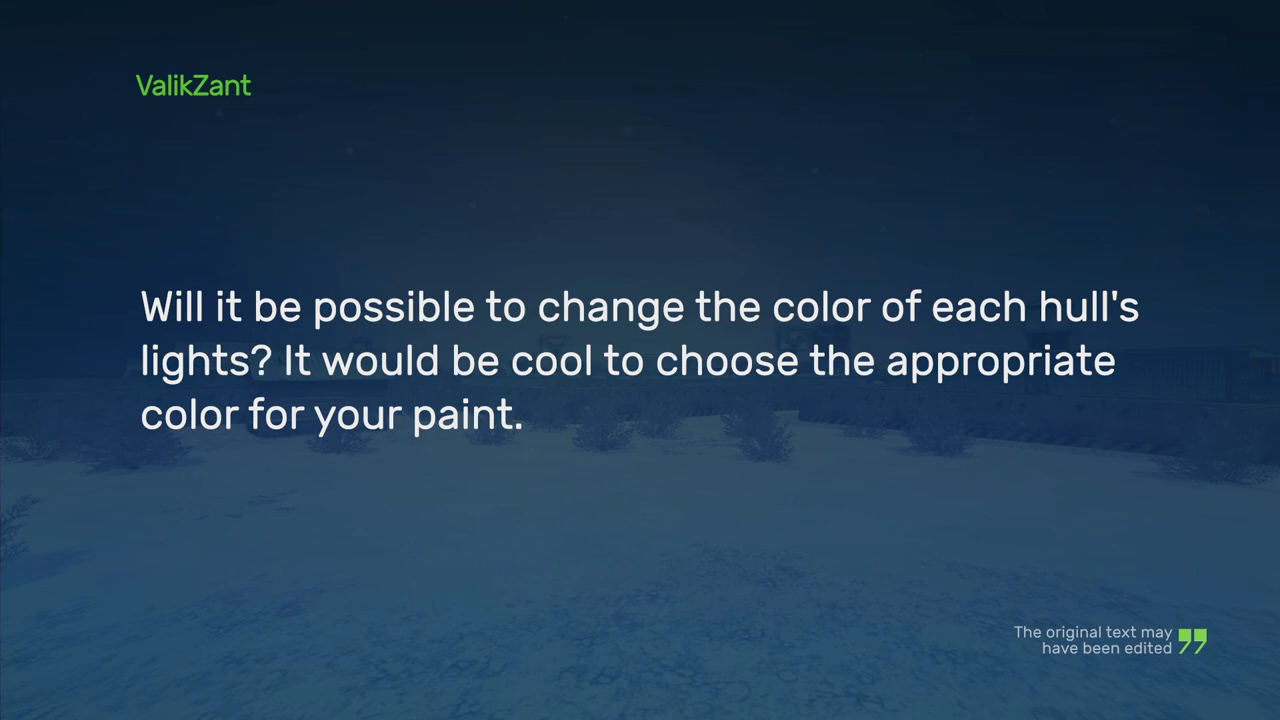 ValikZant
Will it be possible to change the color of each hull's
lights? It would be cool to choose the appropriate
color for your paint.
The original text may
have been edited